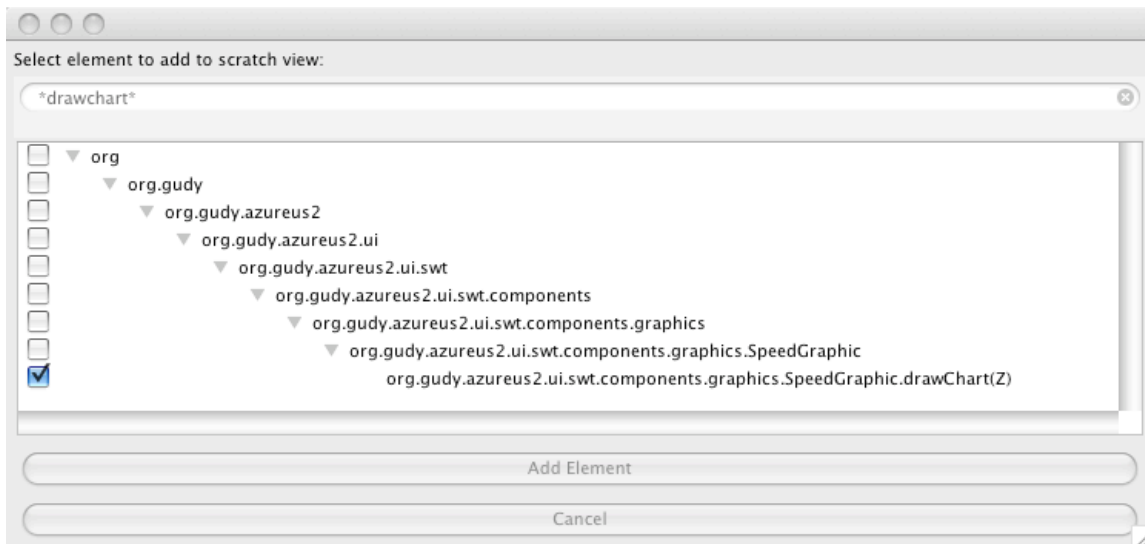 Select element to add to scratch view:
*drawchart*
org
org.gudy
org.gudy.azureus2
org.gudy.azureus2.ui
org.gudy.azureus2.ui.swt
org.gudy.azureus2.ui.swt.components
org.gudy.azureus2.ui.swt.components.graphics
org.gudy.azureus2.ui.swt.components.graphics.SpeedGraphic
org.gudy.azureus2.ui.swt.components.graphics.SpeedGraphic.drawChart(Z)
Add Element
Cancel